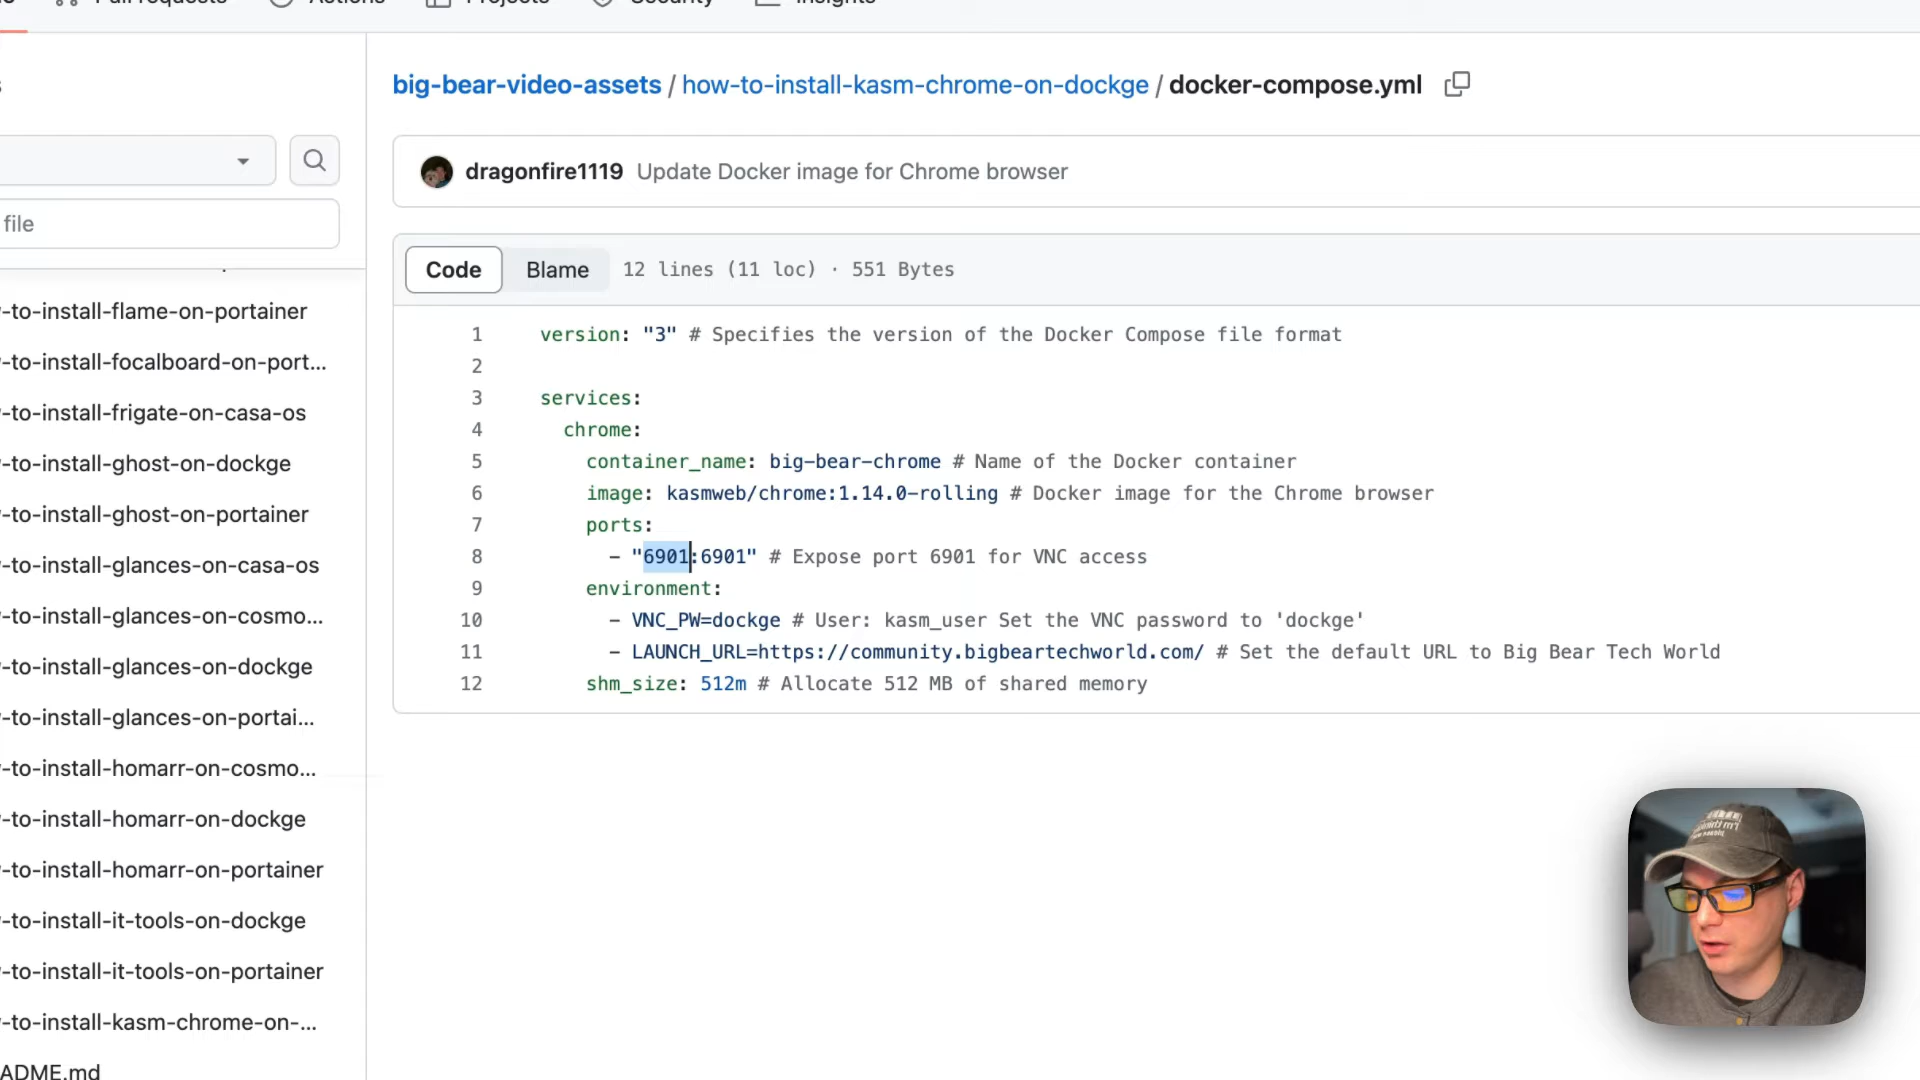 Pull requests Actions Projects Security Insights
big-bear-video-assets / how-to-install-kasm-chrome-on-dockge / docker-compose.yml
dragonfire1119 Update Docker image for Chrome browser
file
Code Blame 12 lines (11 loc) · 551 Bytes
-to-install-flame-on-portainer
-to-install-focalboard-on-port...
-to-install-frigate-on-casa-os
-to-install-ghost-on-dockge
-to-install-ghost-on-portainer
-to-install-glances-on-casa-os
-to-install-glances-on-cosmo...
-to-install-glances-on-dockge
-to-install-glances-on-portai...
-to-install-homarr-on-cosmo...
-to-install-homarr-on-dockge
-to-install-homarr-on-portainer
-to-install-it-tools-on-dockge
-to-install-it-tools-on-portainer
-to-install-kasm-chrome-on-...
ADME.md
1 version: "3" # Specifies the version of the Docker Compose file format
2
3 services:
4 chrome:
5 container_name: big-bear-chrome # Name of the Docker container
6 image: kasmweb/chrome:1.14.0-rolling # Docker image for the Chrome browser
7 ports:
8 - "6901:6901" # Expose port 6901 for VNC access
9 environment:
10 - VNC_PW=dockge # User: kasm_user Set the VNC password to 'dockge'
11 - LAUNCH_URL=https://community.bigbeartechworld.com/ # Set the default URL to Big Bear Tech World
12 shm_size: 512m # Allocate 512 MB of shared memory